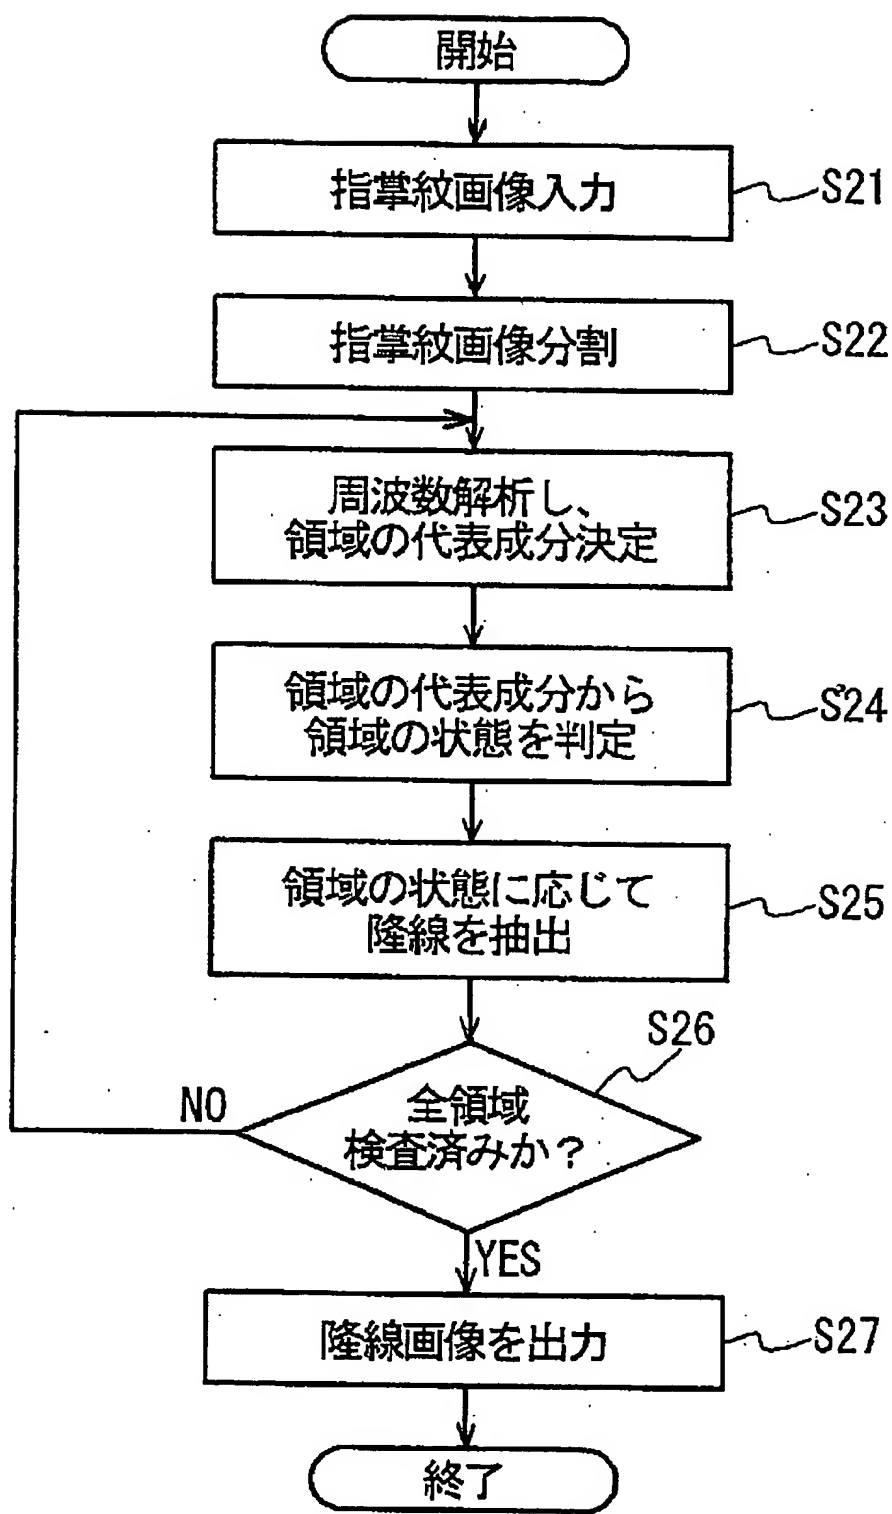 開始
指掌紋画像入力
S21
指掌紋画像分割
S22
周波数解析し、
領域の代表成分決定
S23
領域の代表成分から
領域の状態を判定
S24
領域の状態に応じて
隆線を抽出
S25
S26
全領域
検査済みか?
NO
YES
隆線画像を出力
S27
終了